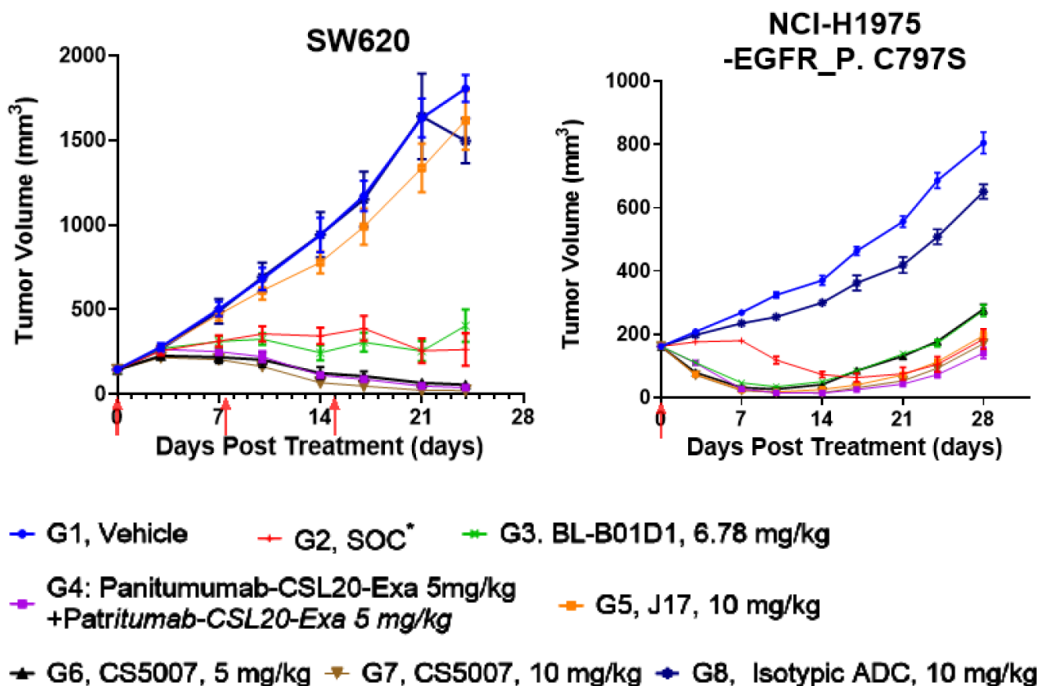 SW620
NCI-H1975
-EGFR_P. C797S
Tumor Volume (mm³)
2000
1500
1000
500
0
0 7 14 21 28
Days Post Treatment (days)
Tumor Volume (mm³)
1000
800
600
400
200
0
0 7 14 21 28
Days Post Treatment (days)
G1, Vehicle
G2, SOC*
G3. BL-B01D1, 6.78 mg/kg
G4: Panitumumab-CSL20-Exa 5mg/kg
+Patritumab-CSL20-Exa 5 mg/kg
G5, J17, 10 mg/kg
G6, CS5007, 5 mg/kg
G7, CS5007, 10 mg/kg
G8, Isotypic ADC, 10 mg/kg